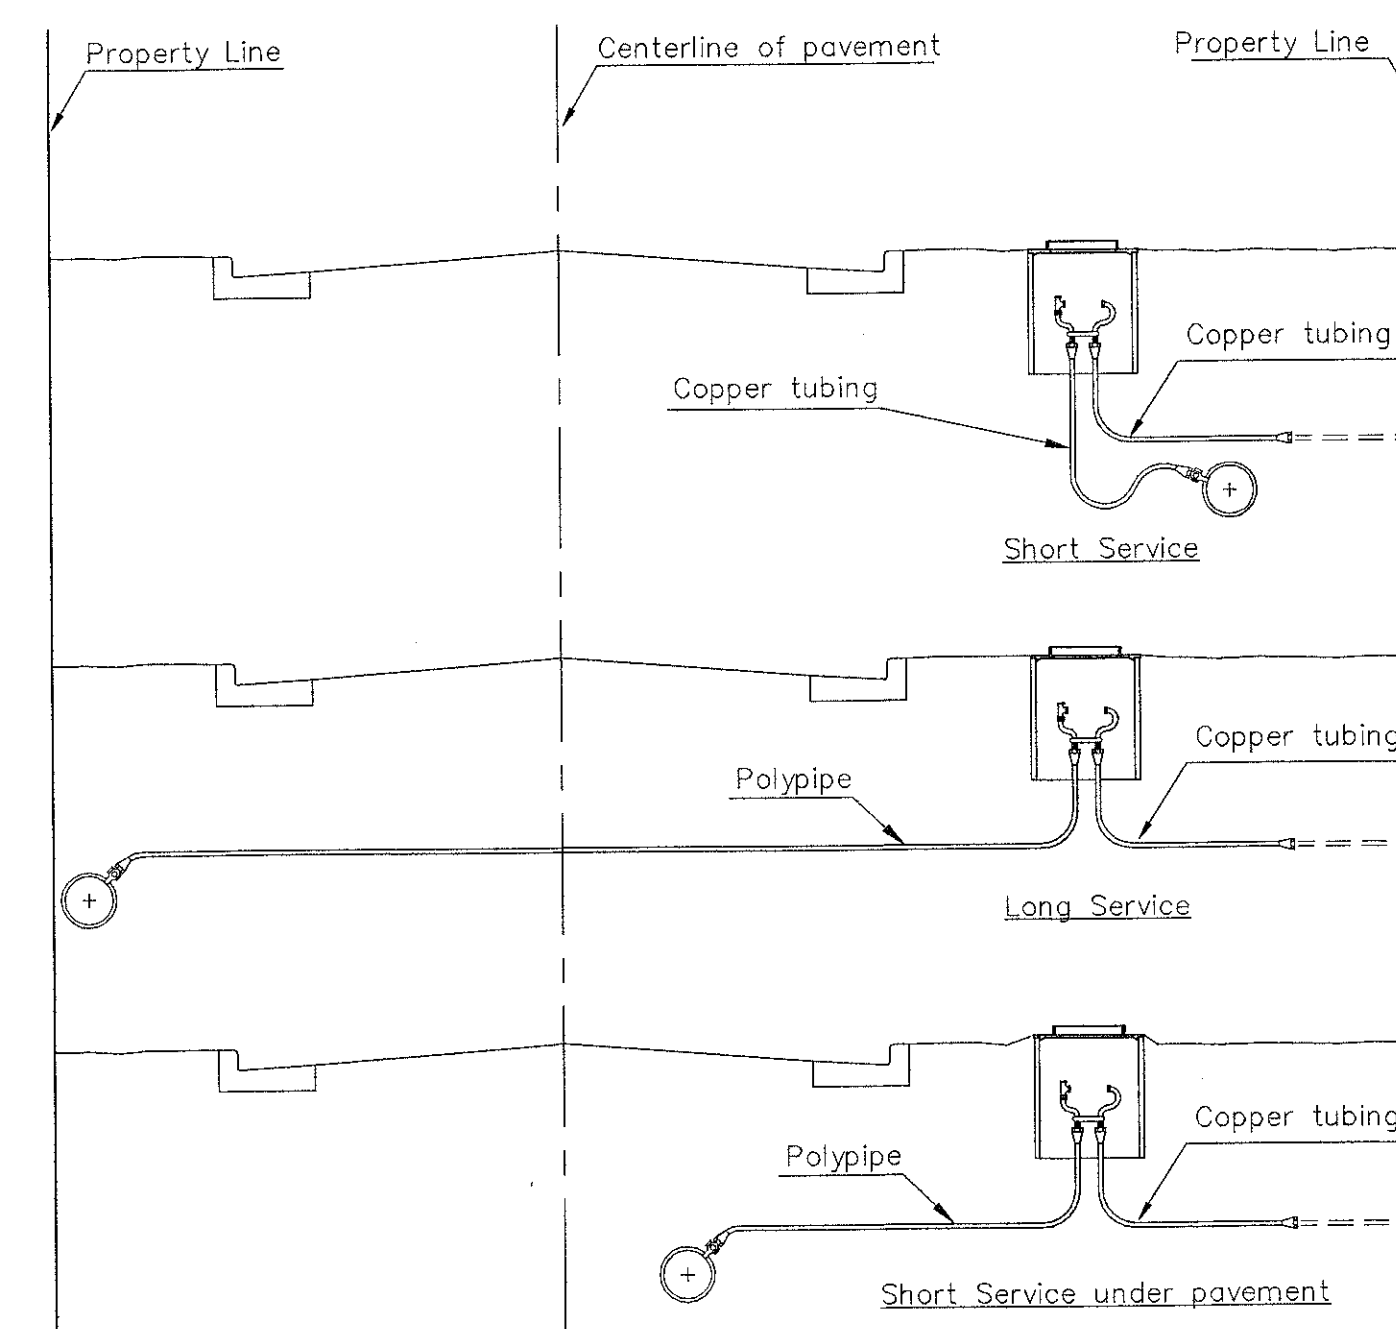 Property Line
Centerline of pavement
Property Line
Copper tubing
Copper tubing
Short Service
Copper tubing
Polypipe
Long Service
Copper tubing
Polypipe
Short Service under pavement